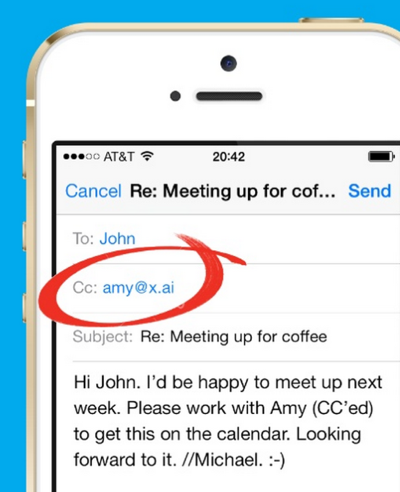 AT&T 20:42
Cancel Re: Meeting up for cof... Send
To: John
Cc: amy@x.ai
Subject: Re: Meeting up for coffee
Hi John. I'd be happy to meet up next
week. Please work with Amy (CC'ed)
to get this on the calendar. Looking
forward to it. //Michael. :-)